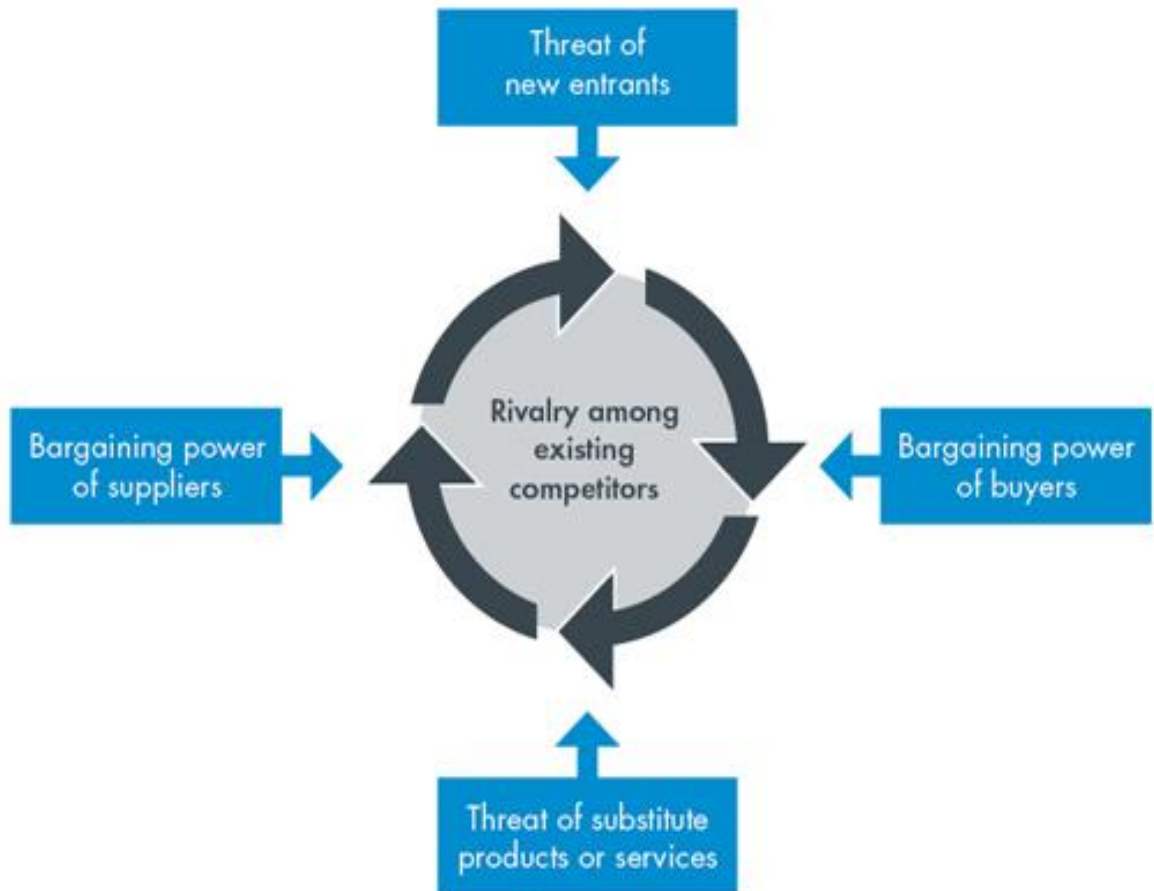 Threat of
new entrants
Rivalry among
existing
competitors
Bargaining power
of suppliers
Bargaining power
of buyers
Threat of substitute
products or services